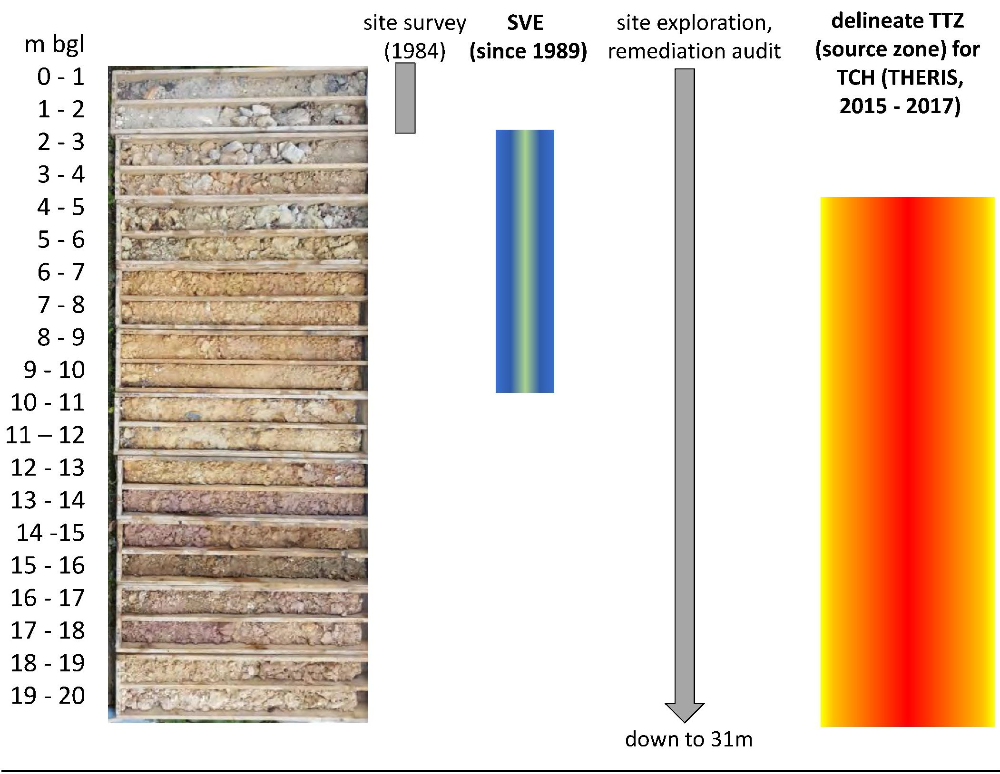 site survey
(1984)
SVE
(since 1989)
site exploration,
remediation audit
delineate TTZ
(source zone) for
TCH (THERIS,
2015 - 2017)
m bgl
0 - 1
1 - 2
2 - 3
3 - 4
4 - 5
5 - 6
6 - 7
7 - 8
8 - 9
9 - 10
10 - 11
11 – 12
12 - 13
13 - 14
14 -15
15 - 16
16 - 17
17 - 18
18 - 19
19 - 20
down to 31m